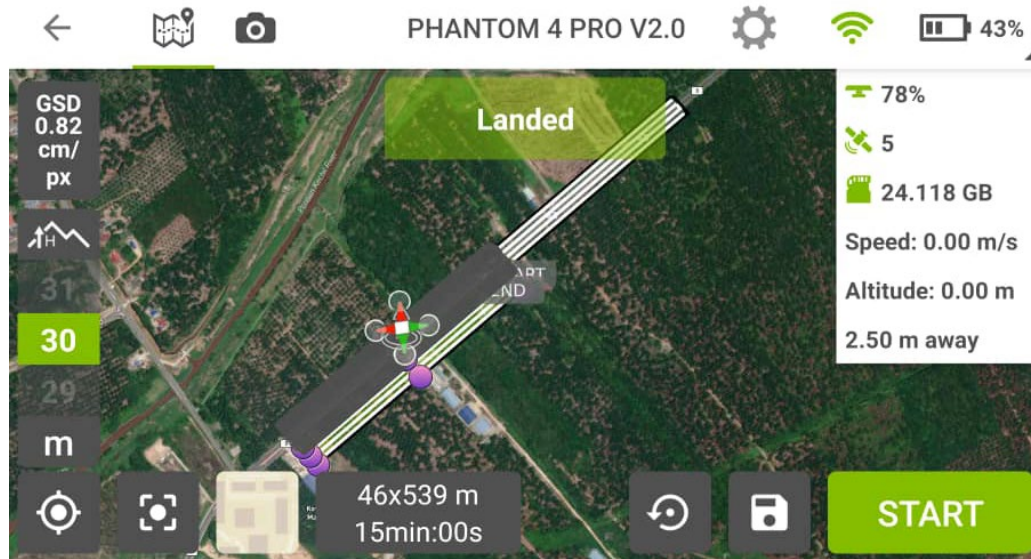 PHANTOM 4 PRO V2.0
43%
GSD
0.82
cm/
px
Landed
78%
5
24.118 GB
Speed: 0.00 m/s
Altitude: 0.00 m
2.50 m away
H
31
30
29
m
46x539 m
15min:00s
START